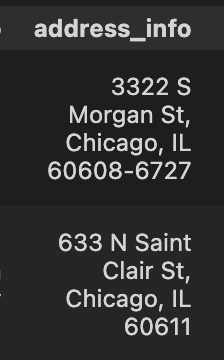 address_info
3322 S
Morgan St,
Chicago, IL
60608-6727
633 N Saint
Clair St,
Chicago, IL
60611